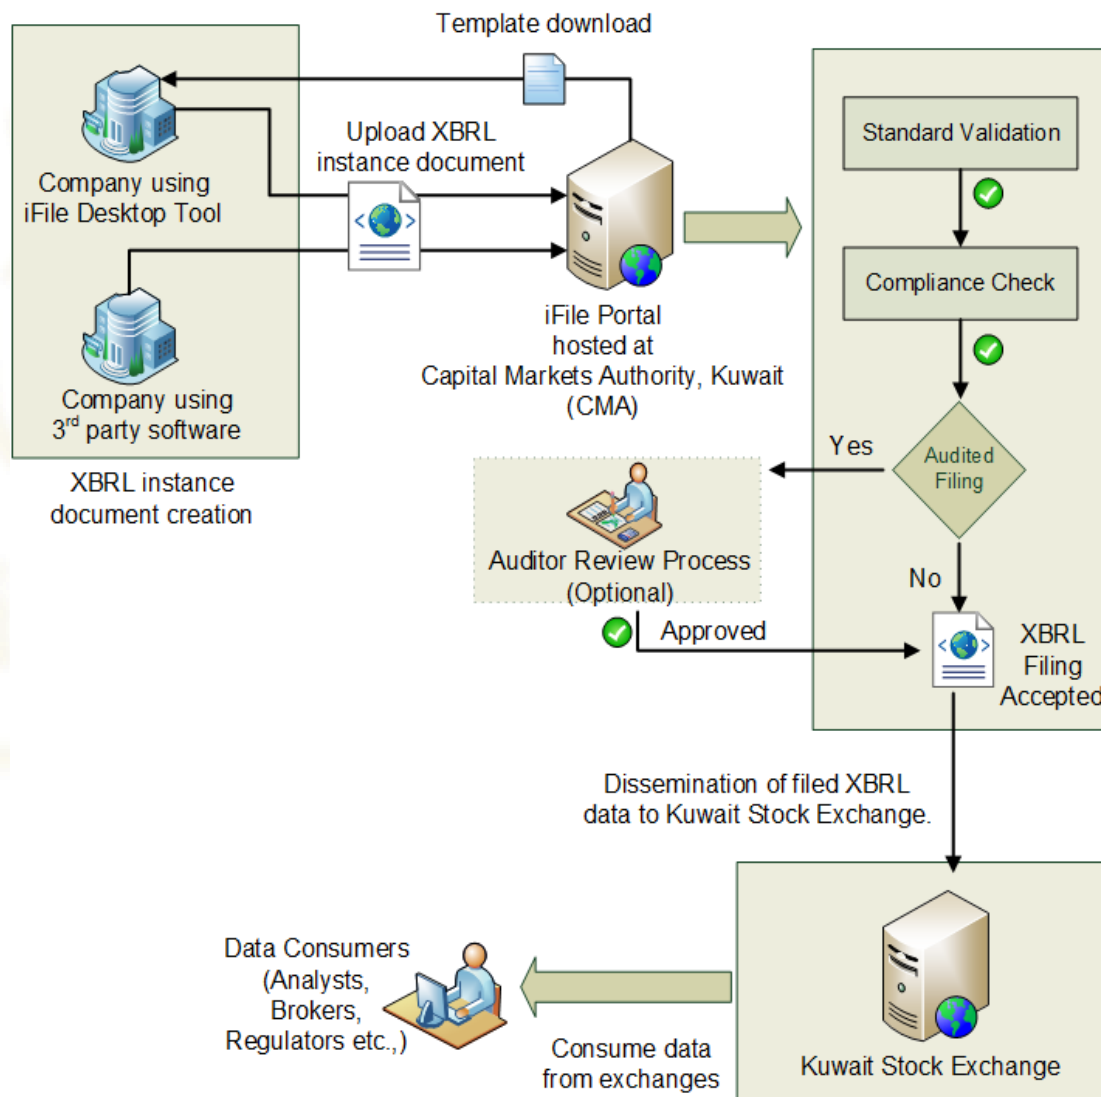 Template download
Upload XBRL
instance document
Company using
iFile Desktop Tool
Company using
3rd party software
XBRL instance
document creation
iFile Portal
hosted at
Capital Markets Authority, Kuwait
(CMA)
Standard Validation
Compliance Check
Audited
Filing
Yes
No
Auditor Review Process
(Optional)
Approved
XBRL
Filing
Accepted
Dissemination of filed XBRL
data to Kuwait Stock Exchange.
Kuwait Stock Exchange
Consume data
from exchanges
Data Consumers
(Analysts,
Brokers,
Regulators etc.,)